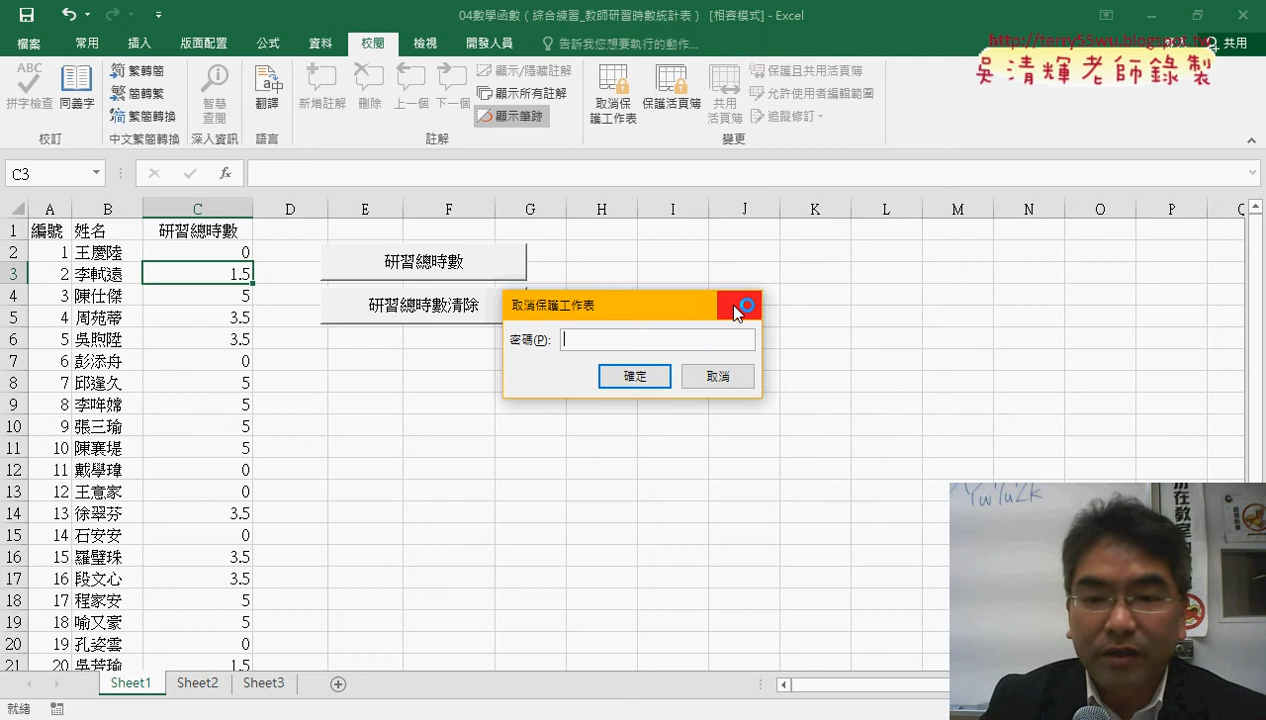 04數學函數（綜合練習_教師研習時數統計表） [相容模式] - Excel
檔案 常用 插入 版面配置 公式 資料 校閱 檢視 開發人員 告訴我您想要執行的動作... 共用
http://terry55wu.blogspot.tw
吳清輝老師錄製
ABC
拼字檢查 同義字
校訂
繁轉簡
簡轉繁
繁簡轉換
中文繁簡轉換
智慧
查閱
深入資訊
翻譯
語言
新增註解 刪除 上一個 下一個
顯示/隱藏註解
顯示所有註解
顯示筆跡
註解
取消保
護工作表
保護活頁簿
共用
活頁簿
保護且共用活頁簿
允許使用者編輯範圍
追蹤修訂
變更
C3 fx
A B C D E F G H I J K L M N O P
1 編號 姓名 研習總時數
2 1 王慶陸 0
3 2 李軾遠 1.5
4 3 陳仕傑 5
5 4 周苑蒂 3.5
6 5 吳煦陞 3.5
7 6 彭添舟 0
8 7 邱逢久 5
9 8 李哖嫦 5
10 9 張三瑜 5
11 10 陳襄堤 5
12 11 戴學瑋 0
13 12 王意家 0
14 13 徐翠芬 3.5
15 14 石安安 0
16 15 羅璧珠 3.5
17 16 段文心 3.5
18 17 程家安 5
19 18 喻又豪 5
20 19 孔姿雲 0
21 20 吳芳瑜 1.5
研習總時數
研習總時數清除
取消保護工作表
密碼(P):
確定 取消
Sheet1 Sheet2 Sheet3
就緒